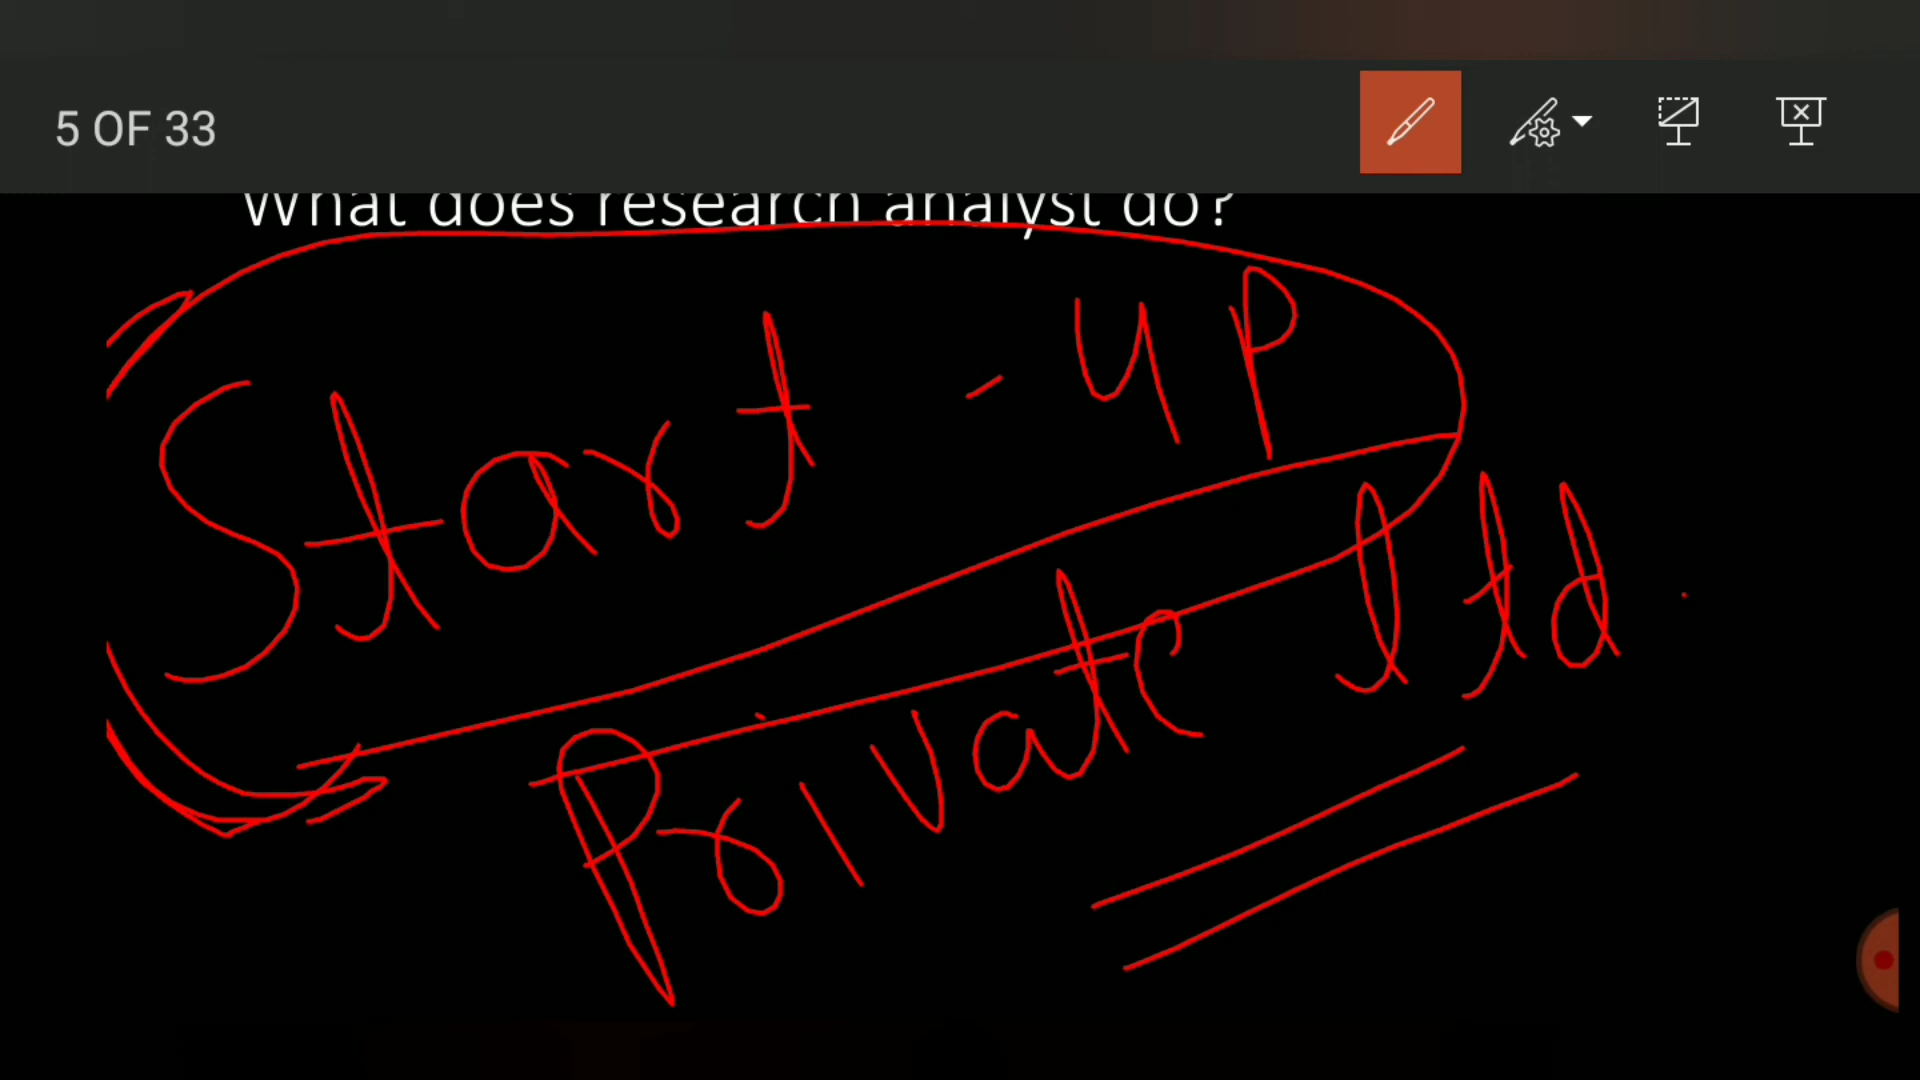 5 OF 33
What does research analyst do?
Start - up
Private ltd.